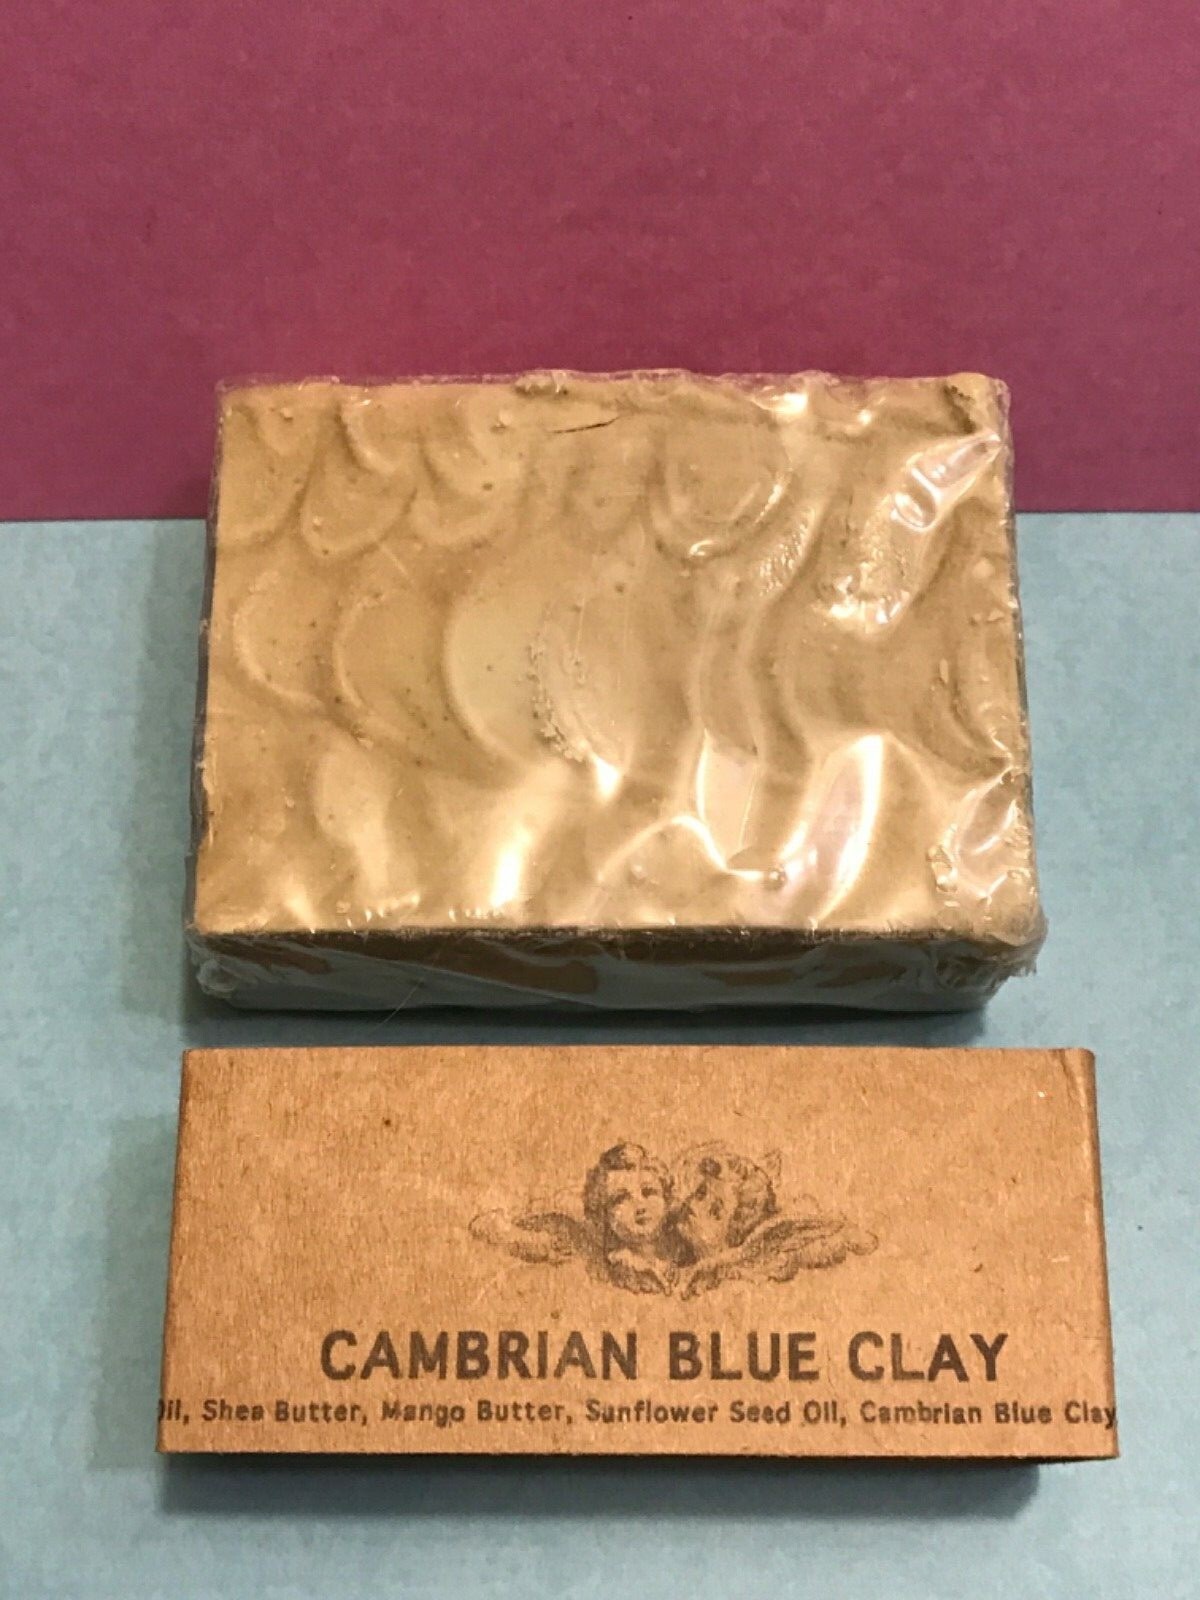 CAMBRIAN BLUE CLAY
Oil, Shea Butter, Mango Butter, Sunflower Seed Oil, Cambrian Blue Clay